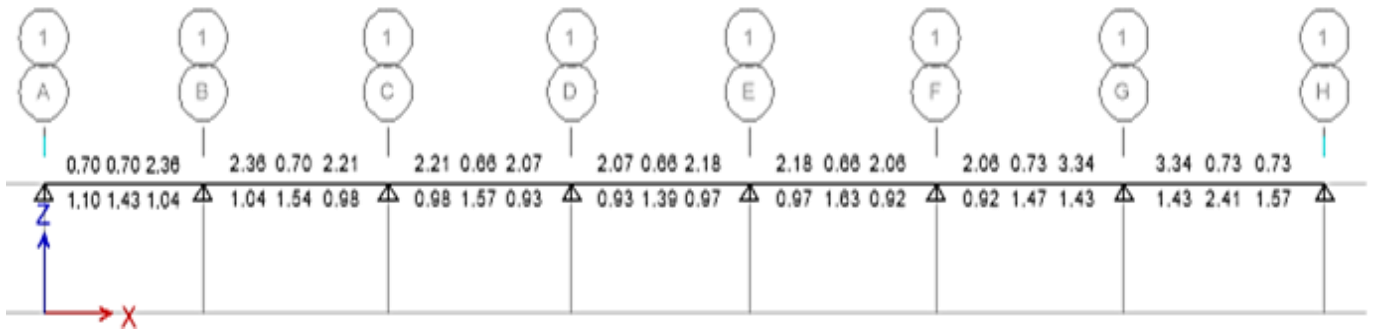 1 1 1 1 1 1 1 1
A B C D E F G H
0.70 0.70 2.36 2.36 0.70 2.21 2.21 0.66 2.07 2.07 0.66 2.18 2.18 0.66 2.06 2.06 0.73 3.34 3.34 0.73 0.73
1.10 1.43 1.04 1.04 1.54 0.98 0.98 1.57 0.93 0.93 1.39 0.97 0.97 1.63 0.92 0.92 1.47 1.43 1.43 2.41 1.57
Z
X